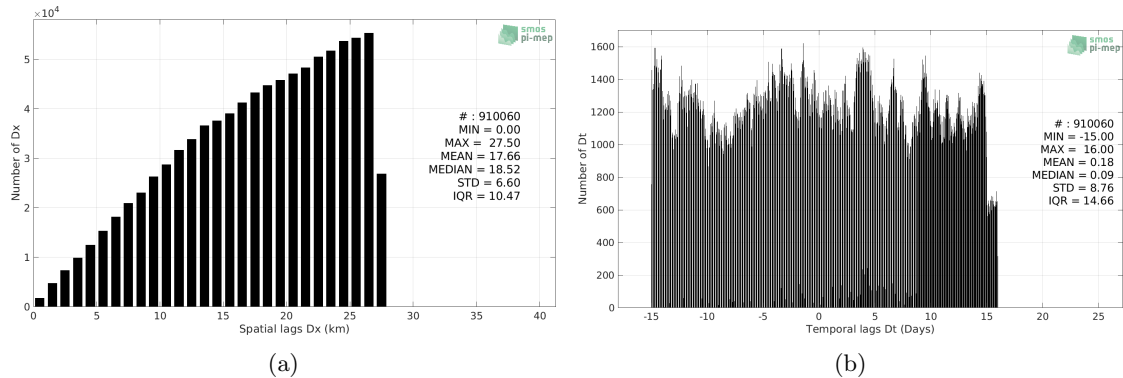 ×10⁴
smos
pi-mep
5
4
3
2
1
0
Number of Dx
# : 910060
MIN = 0.00
MAX = 27.50
MEAN = 17.66
MEDIAN = 18.52
STD = 6.60
IQR = 10.47
0 5 10 15 20 25 30 35 40
Spatial lags Dx (km)
(a)
smos
pi-mep
1600
1400
1200
1000
800
600
400
200
0
Number of Dt
# : 910060
MIN = -15.00
MAX = 16.00
MEAN = 0.18
MEDIAN = 0.09
STD = 8.76
IQR = 14.66
-15 -10 -5 0 5 10 15 20 25
Temporal lags Dt (Days)
(b)